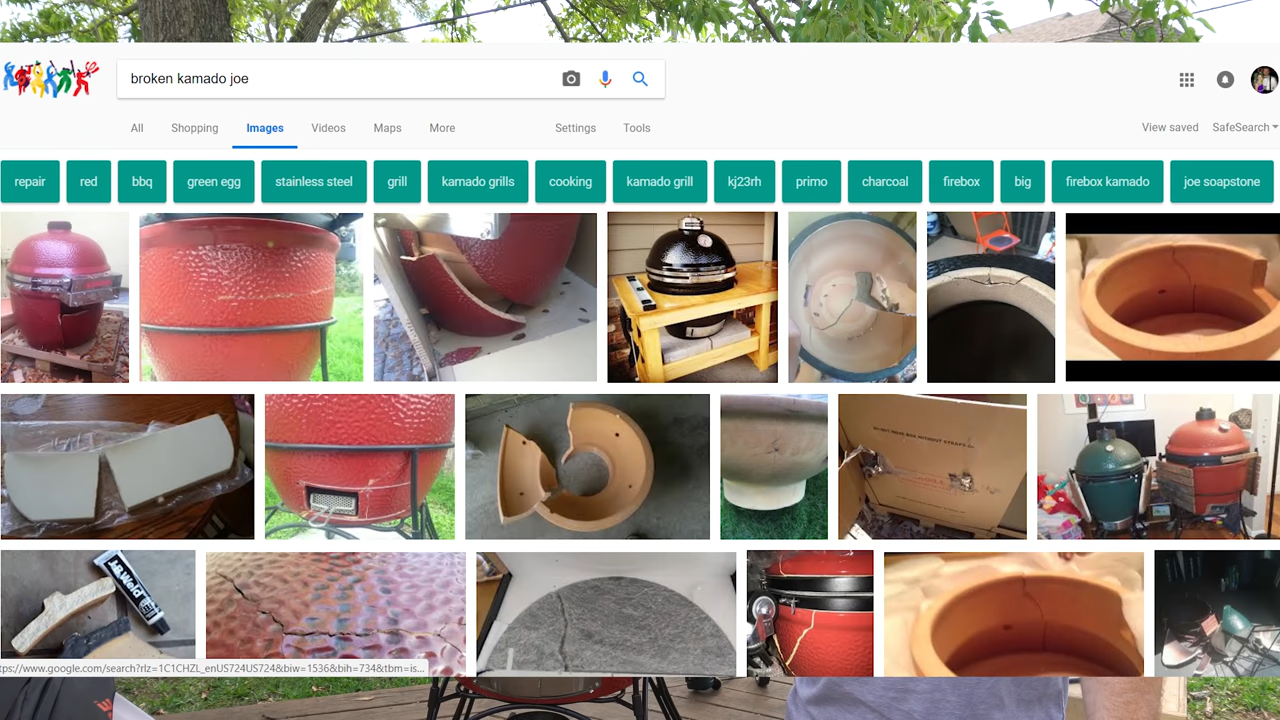 broken kamado joe
All Shopping Images Videos Maps More Settings Tools View saved SafeSearch
repair red bbq green egg stainless steel grill kamado grills cooking kamado grill kj23rh primo charcoal firebox big firebox kamado joe soapstone
J-B Weld
tps://www.google.com/search?rlz=1C1CHZL_enUS724US724&biw=1536&bih=734&tbm=is...